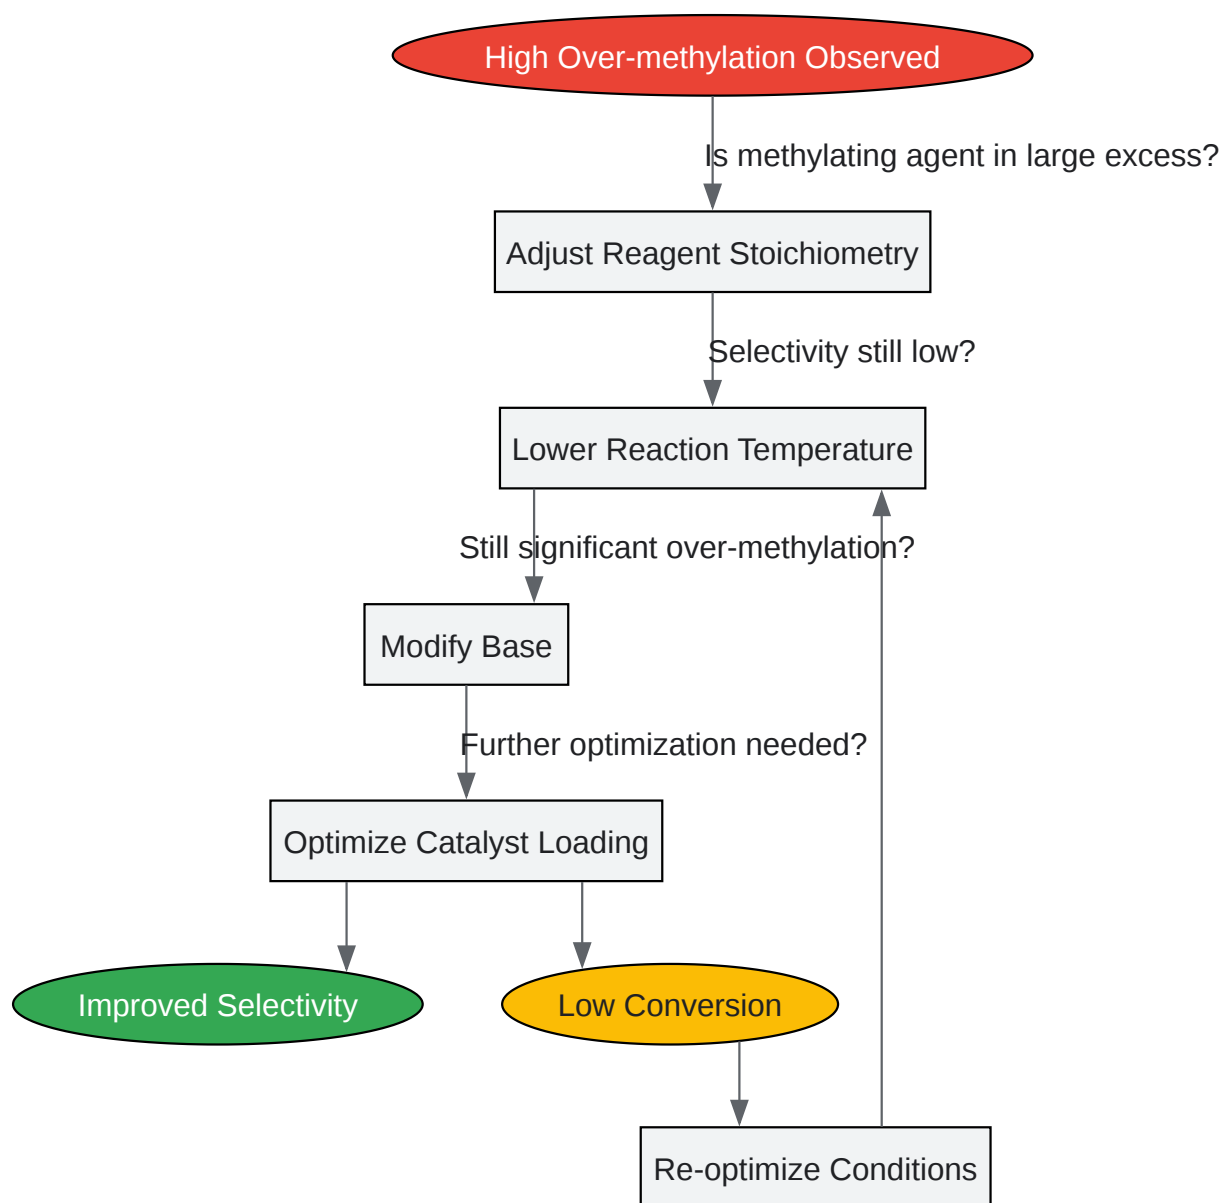 High Over-methylation Observed
Is methylating agent in large excess?
Adjust Reagent Stoichiometry
Selectivity still low?
Lower Reaction Temperature
Still significant over-methylation?
Modify Base
Further optimization needed?
Optimize Catalyst Loading
Improved Selectivity
Low Conversion
Re-optimize Conditions